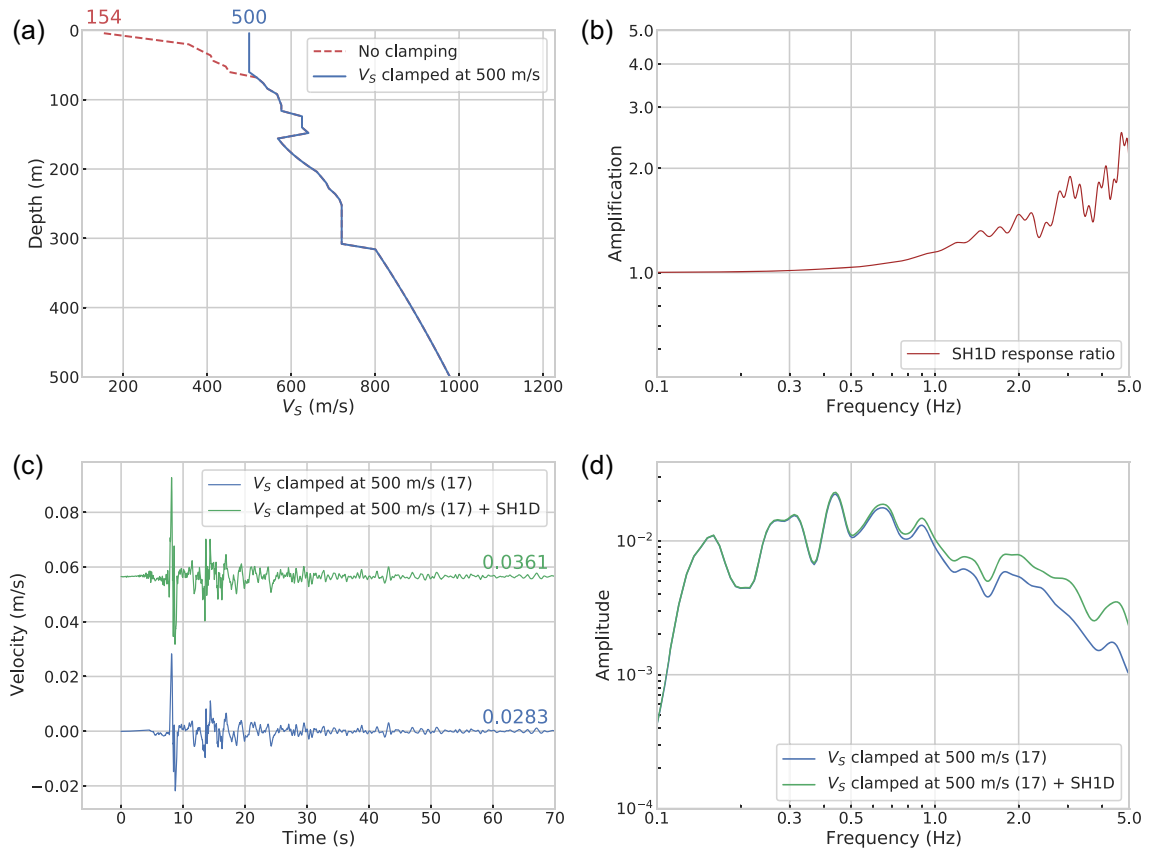 (a)
154
500
0
100
200
300
400
500
Depth (m)
No clamping
V_S clamped at 500 m/s
200
400
600
800
1000
1200
V_S (m/s)
(b)
5.0
4.0
3.0
2.0
1.0
Amplification
SH1D response ratio
0.1
0.3
0.5
1.0
2.0
5.0
Frequency (Hz)
(c)
0.08
0.06
0.04
0.02
0.00
−0.02
Velocity (m/s)
V_S clamped at 500 m/s (17)
V_S clamped at 500 m/s (17) + SH1D
0.0361
0.0283
0
10
20
30
40
50
60
70
Time (s)
(d)
10⁻²
10⁻³
10⁻⁴
Amplitude
V_S clamped at 500 m/s (17)
V_S clamped at 500 m/s (17) + SH1D
0.1
0.3
0.5
1.0
2.0
5.0
Frequency (Hz)